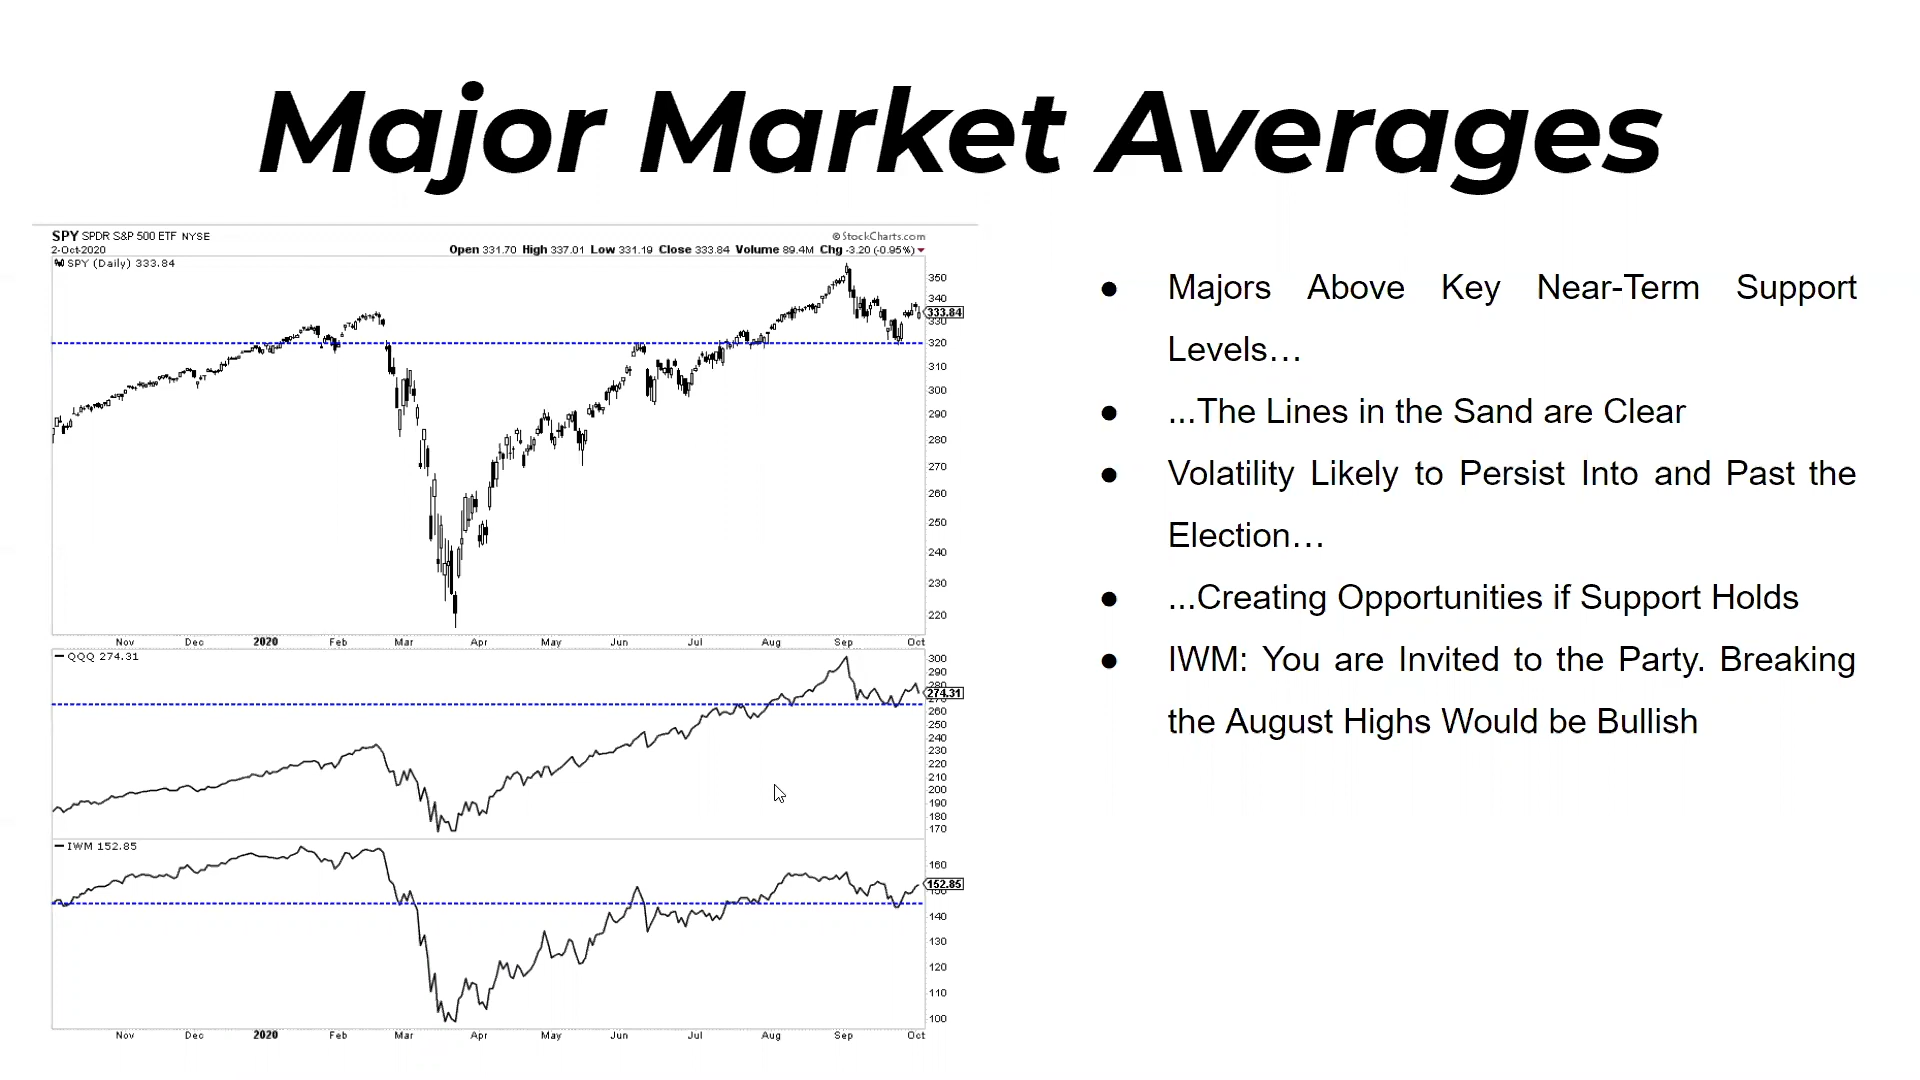 Major Market Averages
SPY SPDR S&P 500 ETF NYSE
© StockCharts.com
2-Oct-2020
Open 331.70 High 337.01 Low 331.19 Close 333.84 Volume 89.4M Chg -3.20 (-0.95%)
SPY (Daily) 333.84
350
340
333.84
330
320
310
300
290
280
270
260
250
240
230
220
Nov Dec 2020 Feb Mar Apr May Jun Jul Aug Sep Oct
QQQ 274.31
300
290
280
274.31
260
250
240
230
220
210
200
190
180
170
IWM 152.85
160
152.85
140
130
120
110
100
Nov Dec 2020 Feb Mar Apr May Jun Jul Aug Sep Oct
● Majors Above Key Near-Term Support
Levels…
● ...The Lines in the Sand are Clear
● Volatility Likely to Persist Into and Past the
Election…
● ...Creating Opportunities if Support Holds
● IWM: You are Invited to the Party. Breaking
the August Highs Would be Bullish